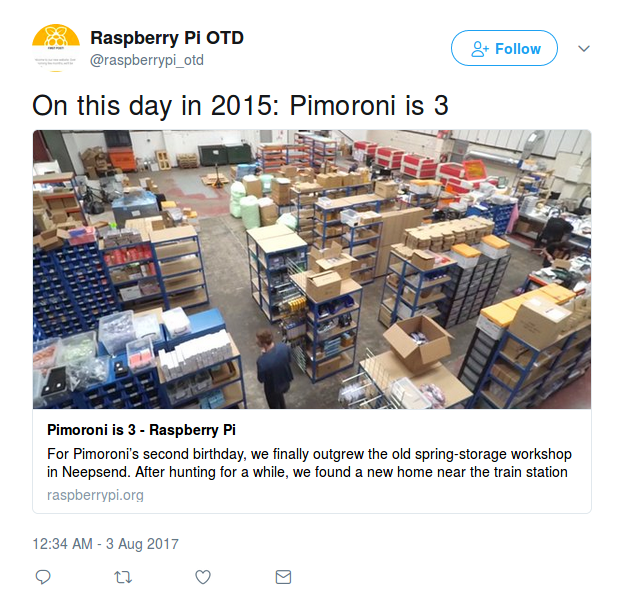 Raspberry Pi OTD
@raspberrypi_otd
Follow
On this day in 2015: Pimoroni is 3
Pimoroni is 3 - Raspberry Pi
For Pimoroni's second birthday, we finally outgrew the old spring-storage workshop
in Neepsend. After hunting for a while, we found a new home near the train station
raspberrypi.org
12:34 AM - 3 Aug 2017